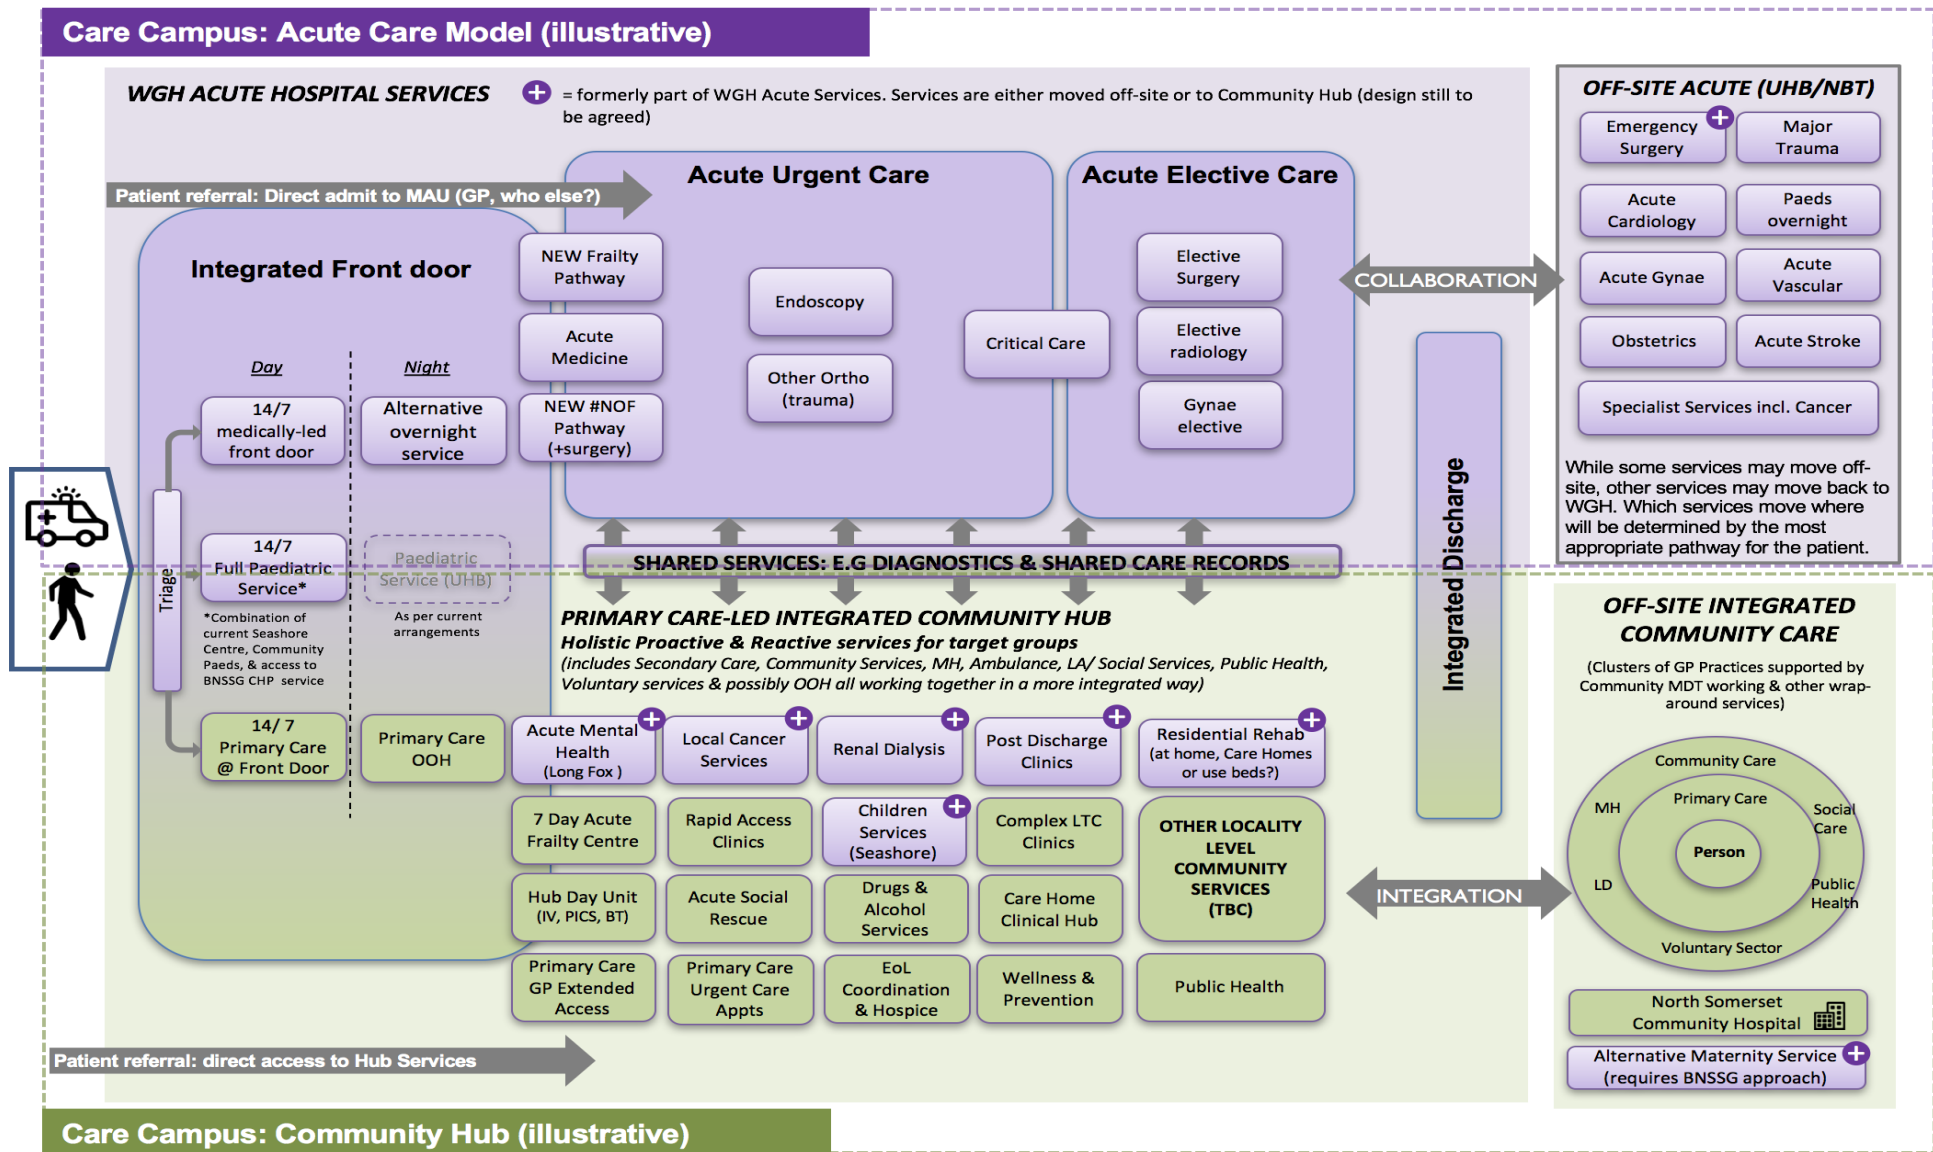 Care Campus: Acute Care Model (illustrative)
WGH ACUTE HOSPITAL SERVICES
= formerly part of WGH Acute Services. Services are either moved off-site or to Community Hub (design still to
be agreed)
Patient referral: Direct admit to MAU (GP, who else?)
Integrated Front door
Day
Night
14/7
medically-led
front door
Alternative
overnight
service
Triage
14/7
Full Paediatric
Service*
Paediatric
Service (UHB)
*Combination of
current Seashore
Centre, Community
Paeds, & access to
BNSSG CHP service
As per current
arrangements
14/ 7
Primary Care
@ Front Door
Primary Care
OOH
Acute Urgent Care
NEW Frailty
Pathway
Acute
Medicine
NEW #NOF
Pathway
(+surgery)
Endoscopy
Other Ortho
(trauma)
Critical Care
Acute Elective Care
Elective
Surgery
Elective
radiology
Gynae
elective
COLLABORATION
OFF-SITE ACUTE (UHB/NBT)
Emergency
Surgery
Major
Trauma
Acute
Cardiology
Paeds
overnight
Acute Gynae
Acute
Vascular
Obstetrics
Acute Stroke
Specialist Services incl. Cancer
While some services may move off-
site, other services may move back to
WGH. Which services move where
will be determined by the most
appropriate pathway for the patient.
Integrated Discharge
SHARED SERVICES: E.G DIAGNOSTICS & SHARED CARE RECORDS
PRIMARY CARE-LED INTEGRATED COMMUNITY HUB
Holistic Proactive & Reactive services for target groups
(includes Secondary Care, Community Services, MH, Ambulance, LA/ Social Services, Public Health,
Voluntary services & possibly OOH all working together in a more integrated way)
Acute Mental
Health
(Long Fox )
Local Cancer
Services
Renal Dialysis
Post Discharge
Clinics
Residential Rehab
(at home, Care Homes
or use beds?)
7 Day Acute
Frailty Centre
Rapid Access
Clinics
Children
Services
(Seashore)
Complex LTC
Clinics
OTHER LOCALITY
LEVEL
COMMUNITY
SERVICES
(TBC)
Hub Day Unit
(IV, PICS, BT)
Acute Social
Rescue
Drugs &
Alcohol
Services
Care Home
Clinical Hub
Primary Care
GP Extended
Access
Primary Care
Urgent Care
Appts
EoL
Coordination
& Hospice
Wellness &
Prevention
Public Health
INTEGRATION
OFF-SITE INTEGRATED
COMMUNITY CARE
(Clusters of GP Practices supported by
Community MDT working & other wrap-
around services)
Community Care
MH
Primary Care
Social
Care
Person
LD
Public
Health
Voluntary Sector
North Somerset
Community Hospital
Alternative Maternity Service
(requires BNSSG approach)
Patient referral: direct access to Hub Services
Care Campus: Community Hub (illustrative)